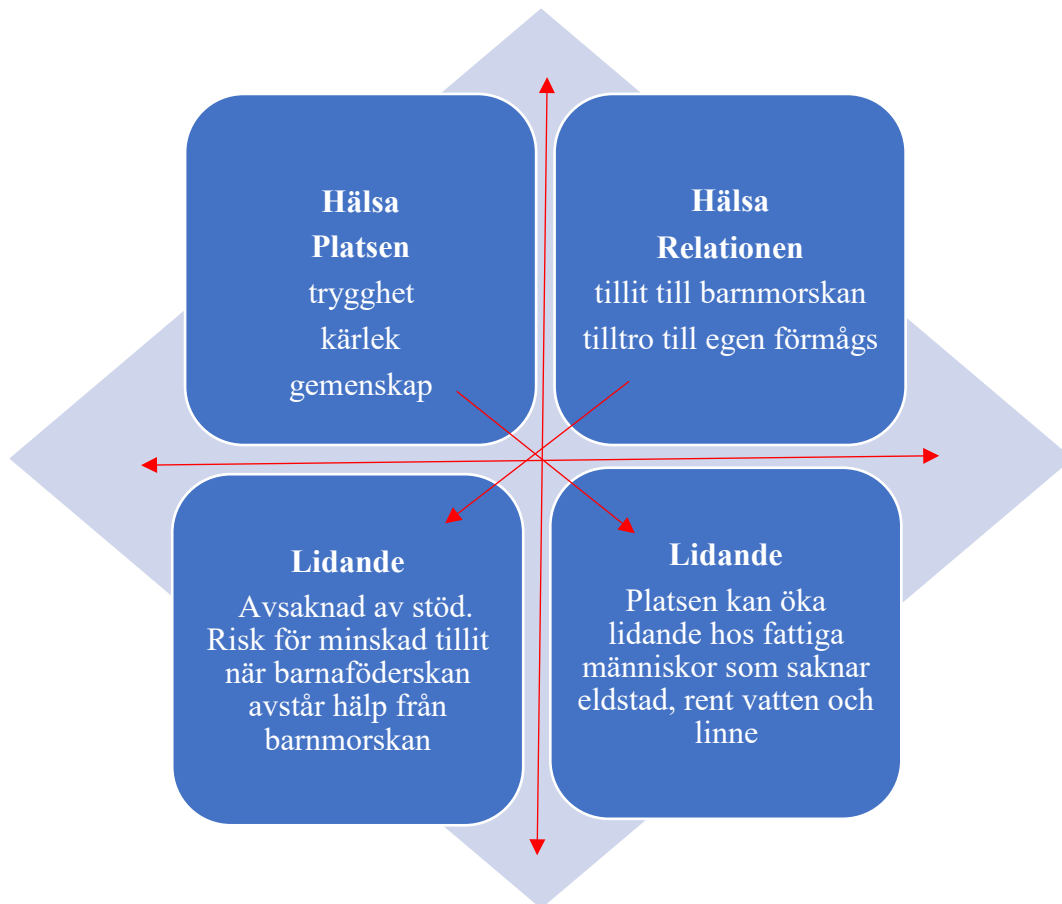 Hälsa
Platsen
trygghet
kärlek
gemenskap
Hälsa
Relationen
tillit till barnmorskan
tilltro till egen förmågs
Lidande
Avsaknad av stöd.
Risk för minskad tillit
när barnaföderskan
avstår hjälp från
barnmorskan
Lidande
Platsen kan öka
lidande hos fattiga
människor som saknar
eldstad, rent vatten och
linne